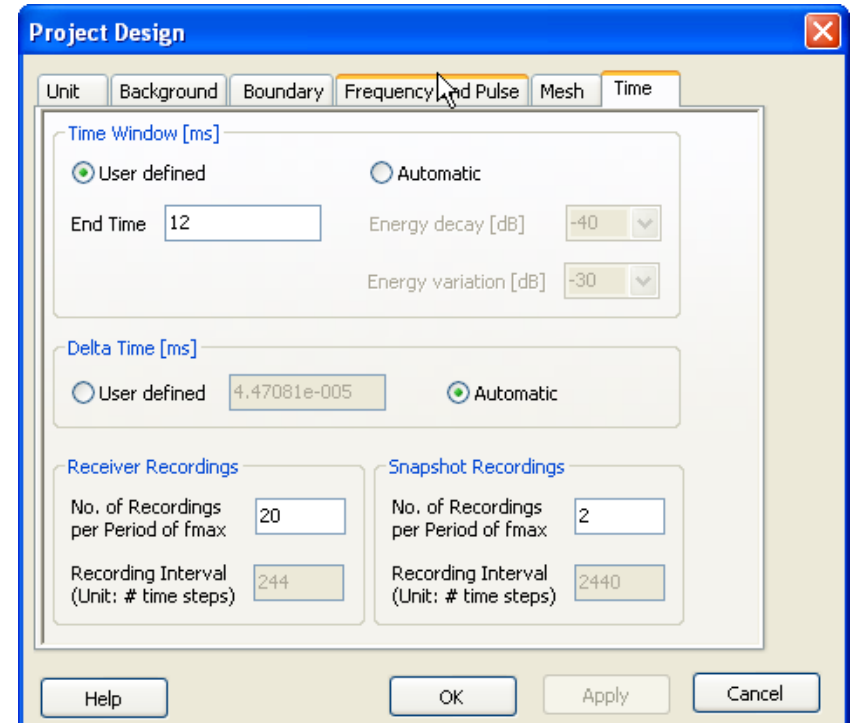 Project Design
Unit Background Boundary Frequency and Pulse Mesh Time
Time Window [ms]
User defined Automatic
End Time 12 Energy decay [dB] -40
Energy variation [dB] -30
Delta Time [ms]
User defined 4.47081e-005 Automatic
Receiver Recordings Snapshot Recordings
No. of Recordings
per Period of fmax 20
No. of Recordings
per Period of fmax 2
Recording Interval
(Unit: # time steps) 244
Recording Interval
(Unit: # time steps) 2440
Help OK Apply Cancel